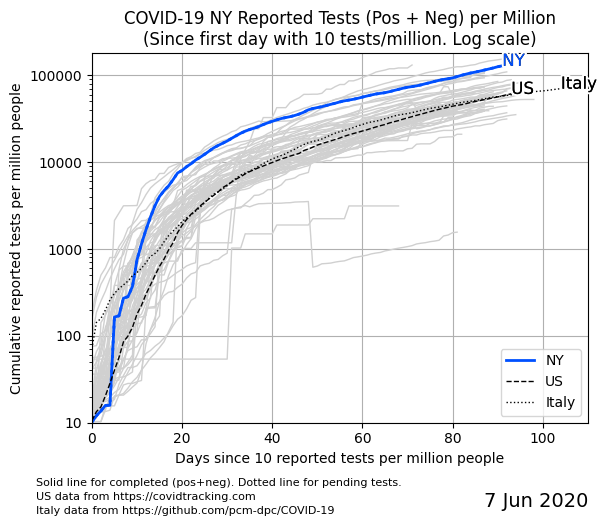 COVID-19 NY Reported Tests (Pos + Neg) per Million
(Since first day with 10 tests/million. Log scale)
Cumulative reported tests per million people
100000
10000
1000
100
10
NY
US
Italy
NY
US
Italy
0
20
40
60
80
100
Days since 10 reported tests per million people
Solid line for completed (pos+neg). Dotted line for pending tests.
US data from https://covidtracking.com
Italy data from https://github.com/pcm-dpc/COVID-19
7 Jun 2020